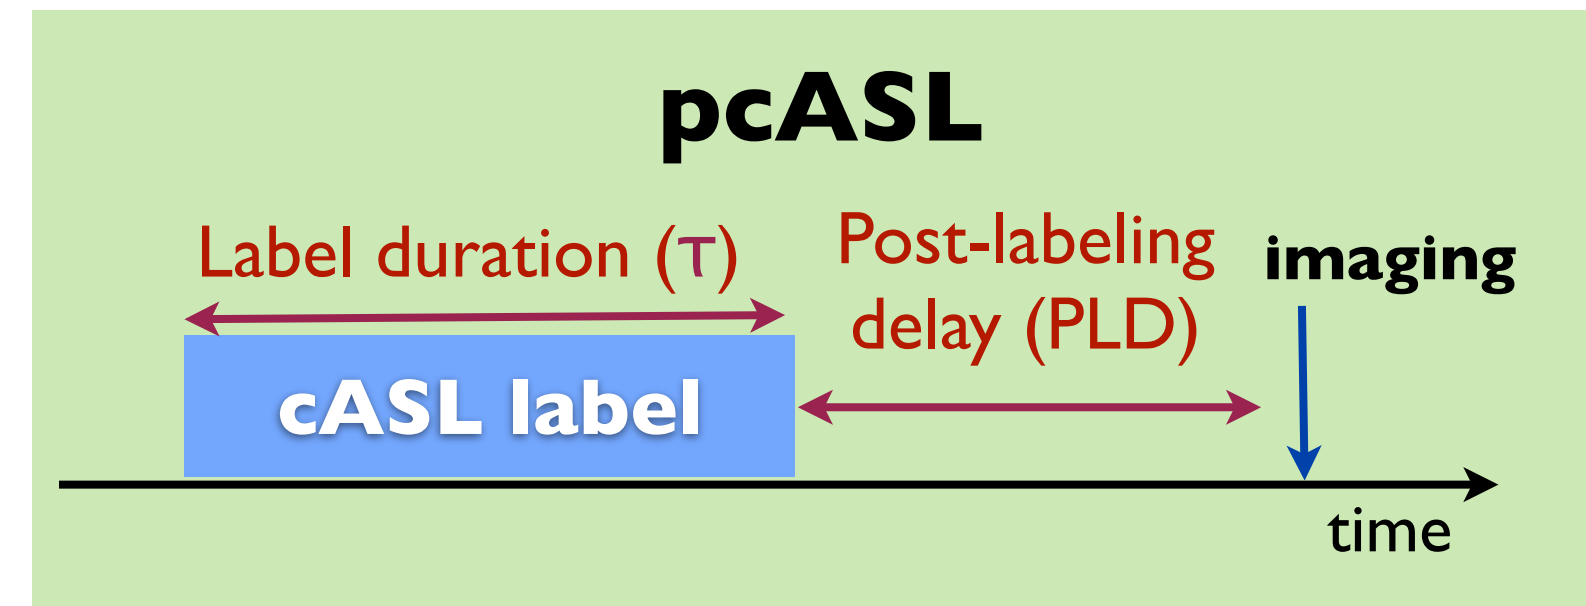 pcASL
Label duration (τ)
Post-labeling
delay (PLD)
imaging
cASL label
time